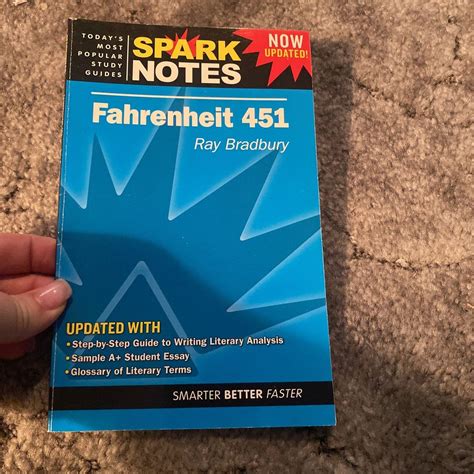 TODAY'S
MOST
POPULAR
STUDY
GUIDES
SPARK
NOTES
NOW
UPDATED!
Fahrenheit 451
Ray Bradbury
UPDATED WITH
• Step-by-Step Guide to Writing Literary Analysis
• Sample A+ Student Essay
• Glossary of Literary Terms
SMARTER BETTER FASTER